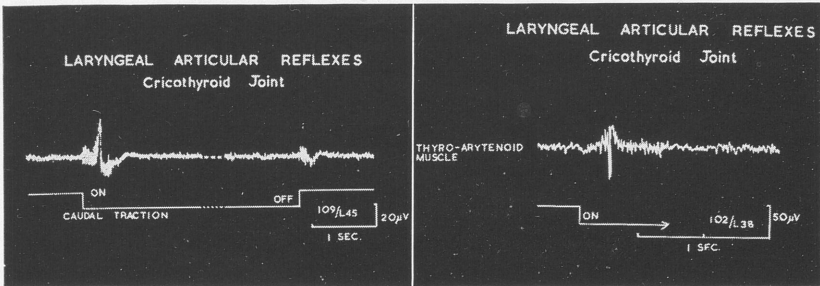 LARYNGEAL ARTICULAR REFLEXES
Cricothyroid Joint
ON
OFF
CAUDAL TRACTION
109/L45
20μV
1 SEC.
LARYNGEAL ARTICULAR REFLEXES
Cricothyroid Joint
THYRO-ARYTENOID
MUSCLE
ON
102/L38
50μV
1 SEC.